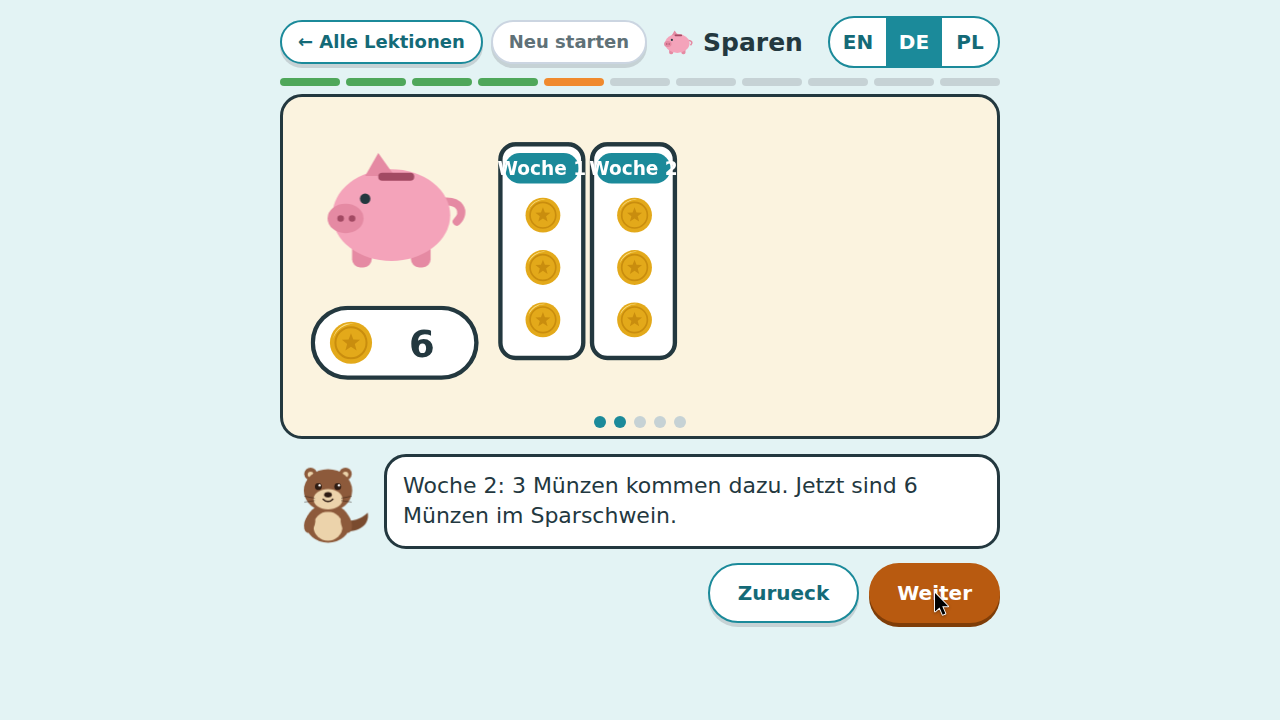 ← Alle Lektionen
Neu starten
Sparen
EN
DE
PL
Woche 1
Woche 2
6
Woche 2: 3 Münzen kommen dazu. Jetzt sind 6
Münzen im Sparschwein.
Zurueck
Weiter